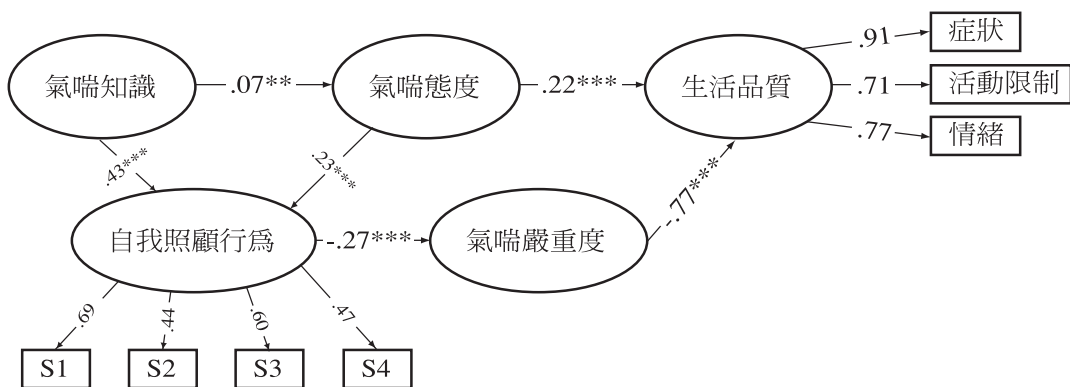 .91
症狀
氣喘知識
.07**
氣喘態度
.22***
生活品質
.71
活動限制
.77
情緒
.43***
.23***
-.77***
自我照顧行爲
-.27***
氣喘嚴重度
.69
.44
.60
.47
S1
S2
S3
S4